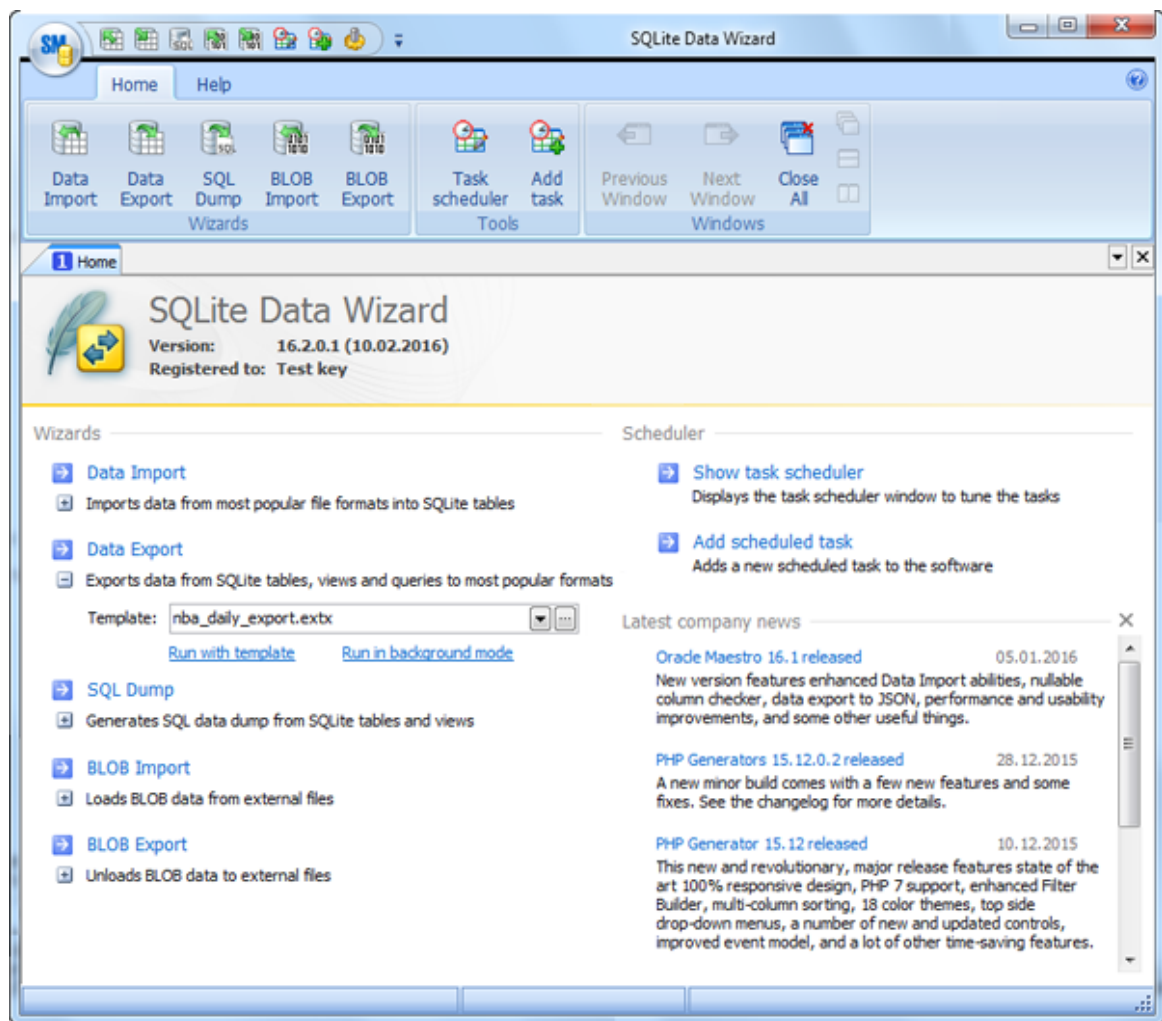 SM
SQLite Data Wizard
Home
Help
Data Import
Data Export
SQL Dump
BLOB Import
BLOB Export
Task scheduler
Add task
Previous Window
Next Window
Close All
Wizards
Tools
Windows
1 Home
SQLite Data Wizard
Version: 16.2.0.1 (10.02.2016)
Registered to: Test key
Wizards
Data Import
Imports data from most popular file formats into SQLite tables
Data Export
Exports data from SQLite tables, views and queries to most popular formats
Template: nba_daily_export.extx
Run with template
Run in background mode
SQL Dump
Generates SQL data dump from SQLite tables and views
BLOB Import
Loads BLOB data from external files
BLOB Export
Unloads BLOB data to external files
Scheduler
Show task scheduler
Displays the task scheduler window to tune the tasks
Add scheduled task
Adds a new scheduled task to the software
Latest company news
Oracle Maestro 16.1 released 05.01.2016
New version features enhanced Data Import abilities, nullable
column checker, data export to JSON, performance and usability
improvements, and some other useful things.
PHP Generators 15.12.0.2 released 28.12.2015
A new minor build comes with a few new features and some
fixes. See the changelog for more details.
PHP Generator 15.12 released 10.12.2015
This new and revolutionary, major release features state of the
art 100% responsive design, PHP 7 support, enhanced Filter
Builder, multi-column sorting, 18 color themes, top side
drop-down menus, a number of new and updated controls,
improved event model, and a lot of other time-saving features.